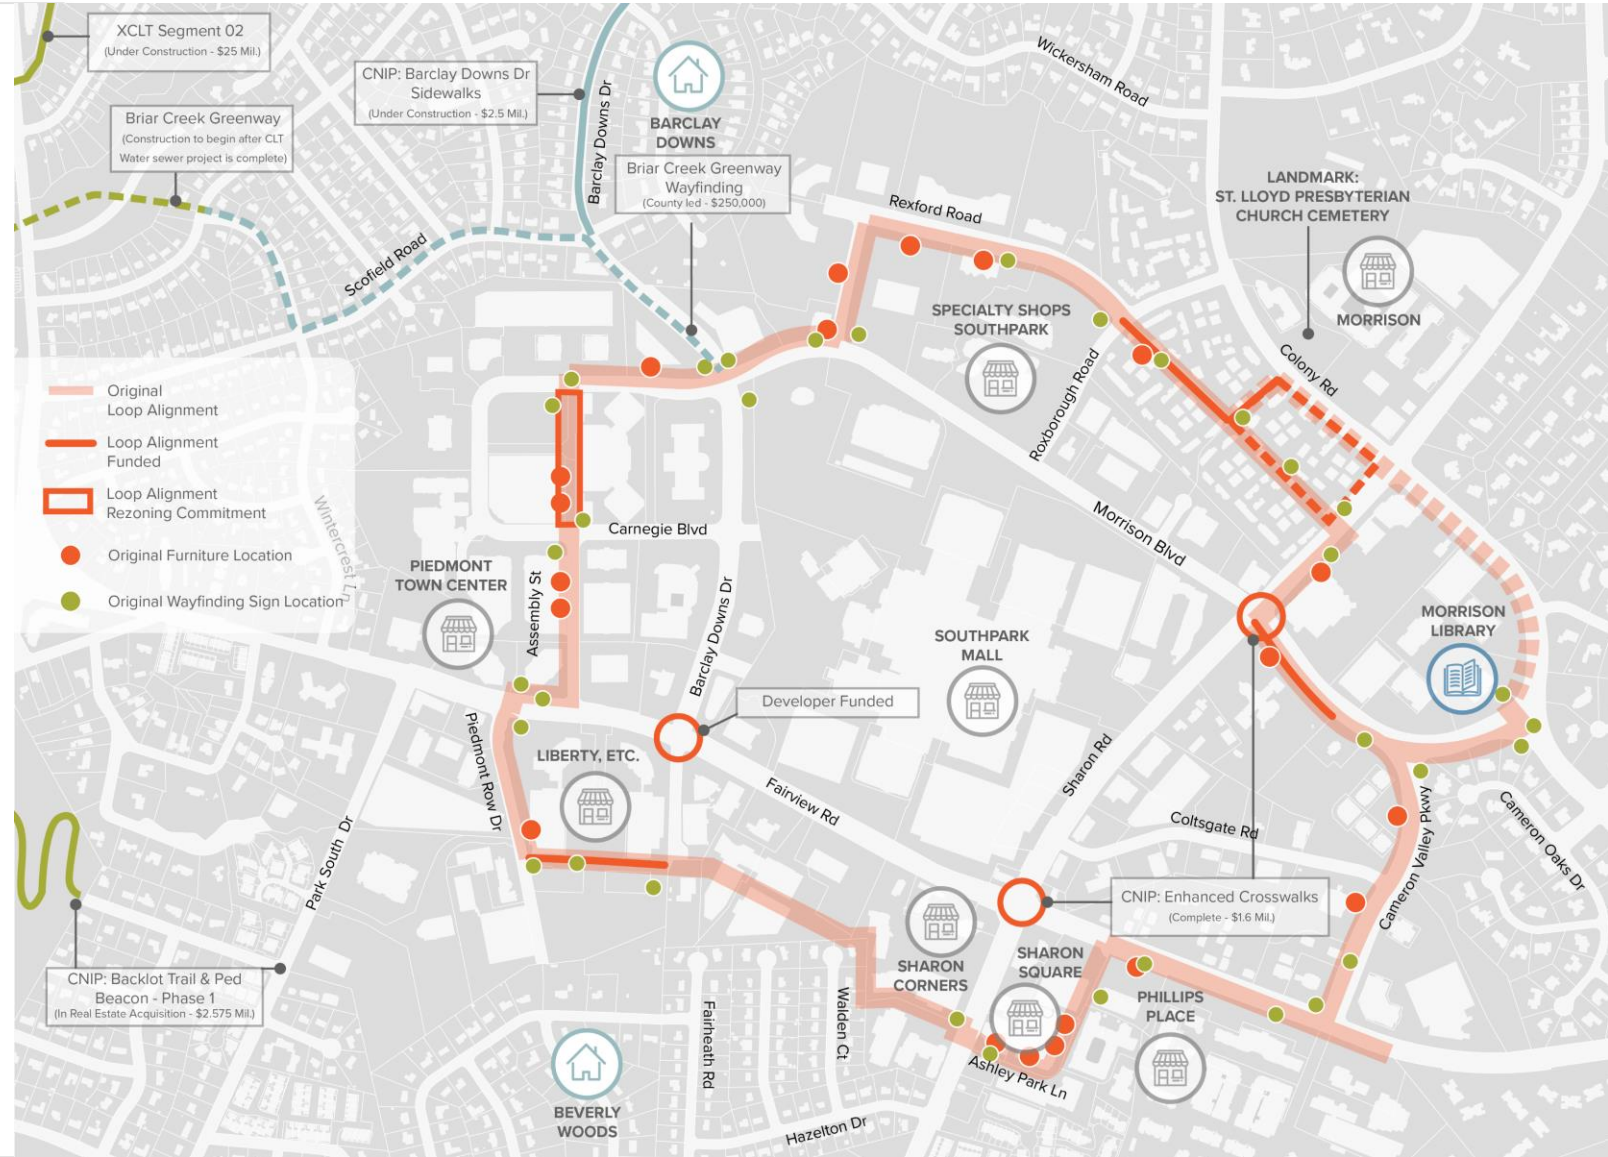 XCLT Segment 02
(Under Construction - $25 Mil.)
CNIP: Barclay Downs Dr
Sidewalks
(Under Construction - $2.5 Mil.)
Briar Creek Greenway
(Construction to begin after CLT
Water sewer project is complete)
Barclay Downs Dr
BARCLAY
DOWNS
Briar Creek Greenway
Wayfinding
(County led - $250,000)
Wickersham Road
Rexford Road
LANDMARK:
ST. LLOYD PRESBYTERIAN
CHURCH CEMETERY
MORRISON
Scofield Road
SPECIALTY SHOPS
SOUTHPARK
Roxborough Road
Colony Rd
Original
Loop Alignment
Loop Alignment
Funded
Loop Alignment
Rezoning Commitment
Original Furniture Location
Original Wayfinding Sign Location
Wintercrest Ln
Carnegie Blvd
Morrison Blvd
PIEDMONT
TOWN CENTER
Assembly St
Barclay Downs Dr
SOUTHPARK
MALL
MORRISON
LIBRARY
Developer Funded
Piedmont Row Dr
LIBERTY, ETC.
Fairview Rd
Sharon Rd
Coltsgate Rd
Cameron Valley Pkwy
Cameron Oaks Dr
Park South Dr
CNIP: Enhanced Crosswalks
(Complete - $1.6 Mil.)
SHARON
CORNERS
SHARON
SQUARE
PHILLIPS
PLACE
CNIP: Backlot Trail & Ped
Beacon - Phase 1
(In Real Estate Acquisition - $2.575 Mil.)
Fairheath Rd
Walden Ct
Ashley Park Ln
BEVERLY
WOODS
Hazelton Dr